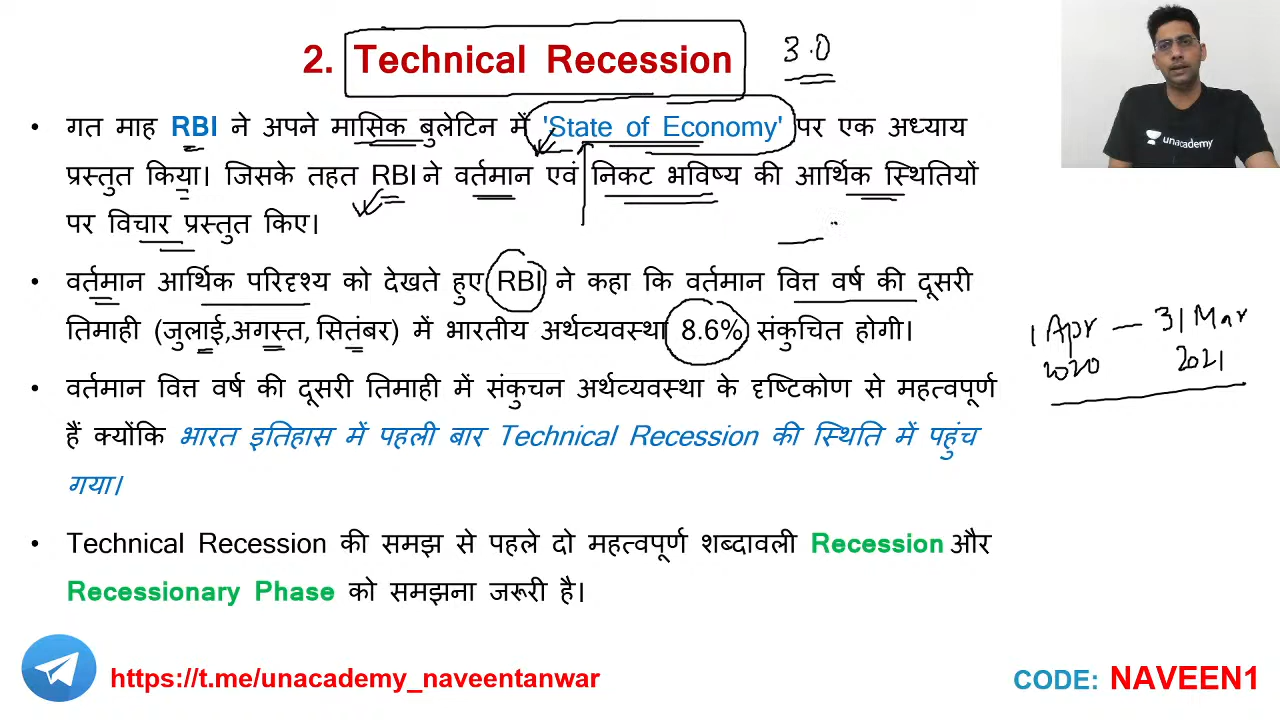 2. Technical Recession
3.0
unacademy
• गत माह RBI ने अपने मासिक बुलेटिन में 'State of Economy' पर एक अध्याय
प्रस्तुत किया। जिसके तहत RBI ने वर्तमान एवं निकट भविष्य की आर्थिक स्थितियों
पर विचार प्रस्तुत किए।
• वर्तमान आर्थिक परिदृश्य को देखते हुए RBI ने कहा कि वर्तमान वित्त वर्ष की दूसरी
तिमाही (जुलाई,अगस्त, सितंबर) में भारतीय अर्थव्यवस्था 8.6% संकुचित होगी।
1 Apr — 31 Mar
2020 2021
• वर्तमान वित्त वर्ष की दूसरी तिमाही में संकुचन अर्थव्यवस्था के दृष्टिकोण से महत्वपूर्ण
हैं क्योंकि भारत इतिहास में पहली बार Technical Recession की स्थिति में पहुंच
गया।
• Technical Recession की समझ से पहले दो महत्वपूर्ण शब्दावली Recession और
Recessionary Phase को समझना जरूरी है।
https://t.me/unacademy_naveentanwar
CODE: NAVEEN1